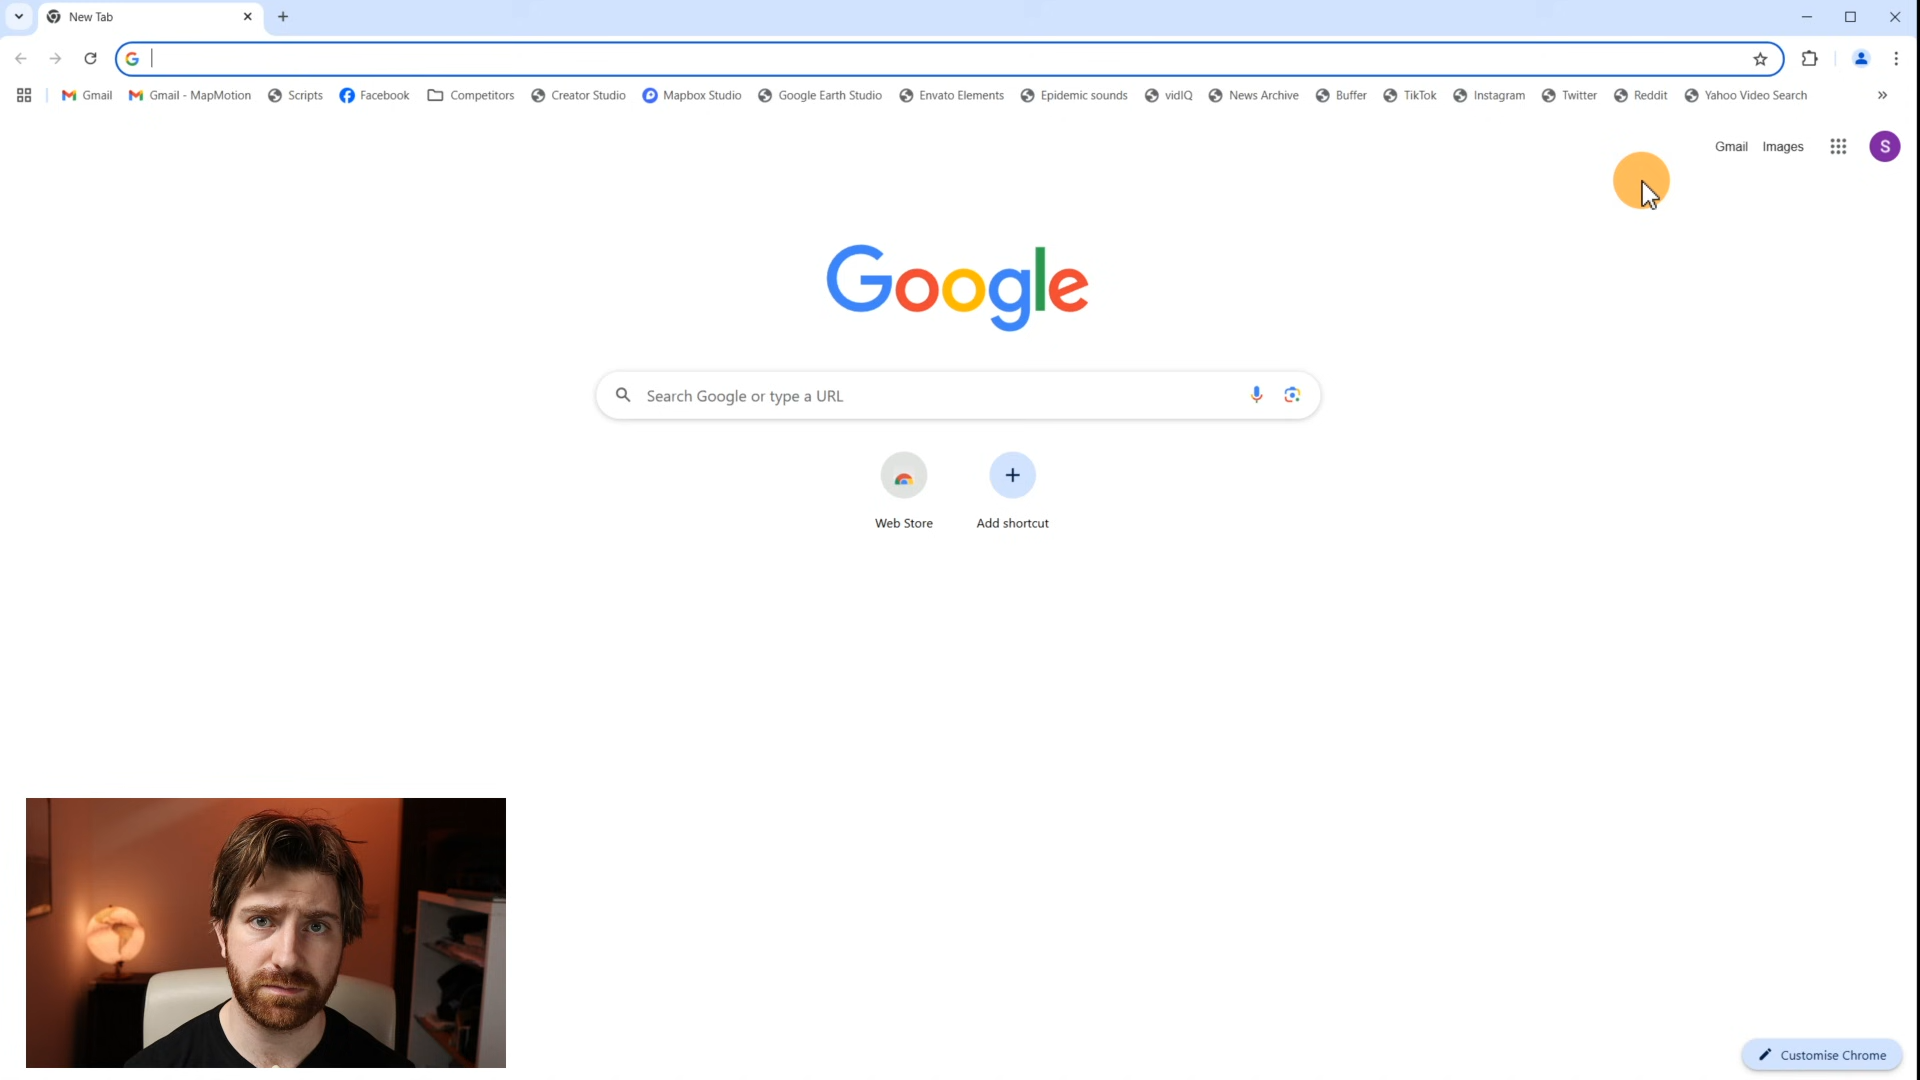 New Tab
Gmail Gmail - MapMotion Scripts Facebook Competitors Creator Studio Mapbox Studio Google Earth Studio Envato Elements Epidemic sounds vidIQ News Archive Buffer TikTok Instagram Twitter Reddit Yahoo Video Search
Gmail Images S
Google
Search Google or type a URL
Web Store Add shortcut
Customise Chrome